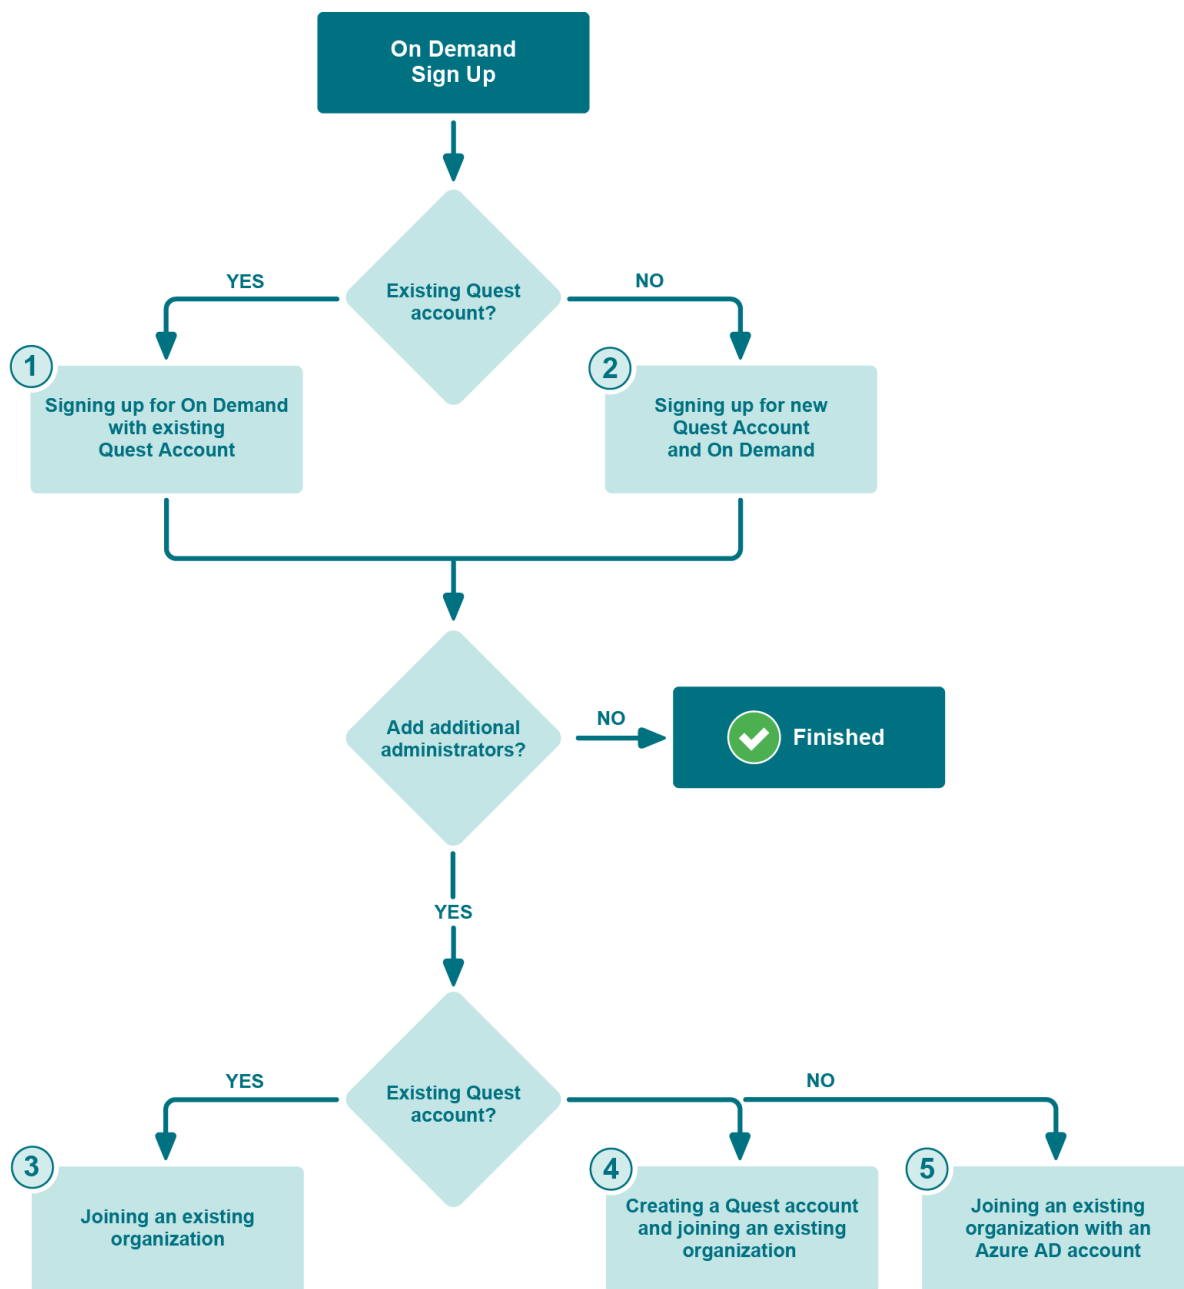 On Demand
Sign Up
Existing Quest
account?
YES
NO
1
Signing up for On Demand
with existing
Quest Account
2
Signing up for new
Quest Account
and On Demand
Add additional
administrators?
NO
Finished
YES
Existing Quest
account?
YES
NO
3
Joining an existing
organization
4
Creating a Quest account
and joining an existing
organization
5
Joining an existing
organization with an
Azure AD account